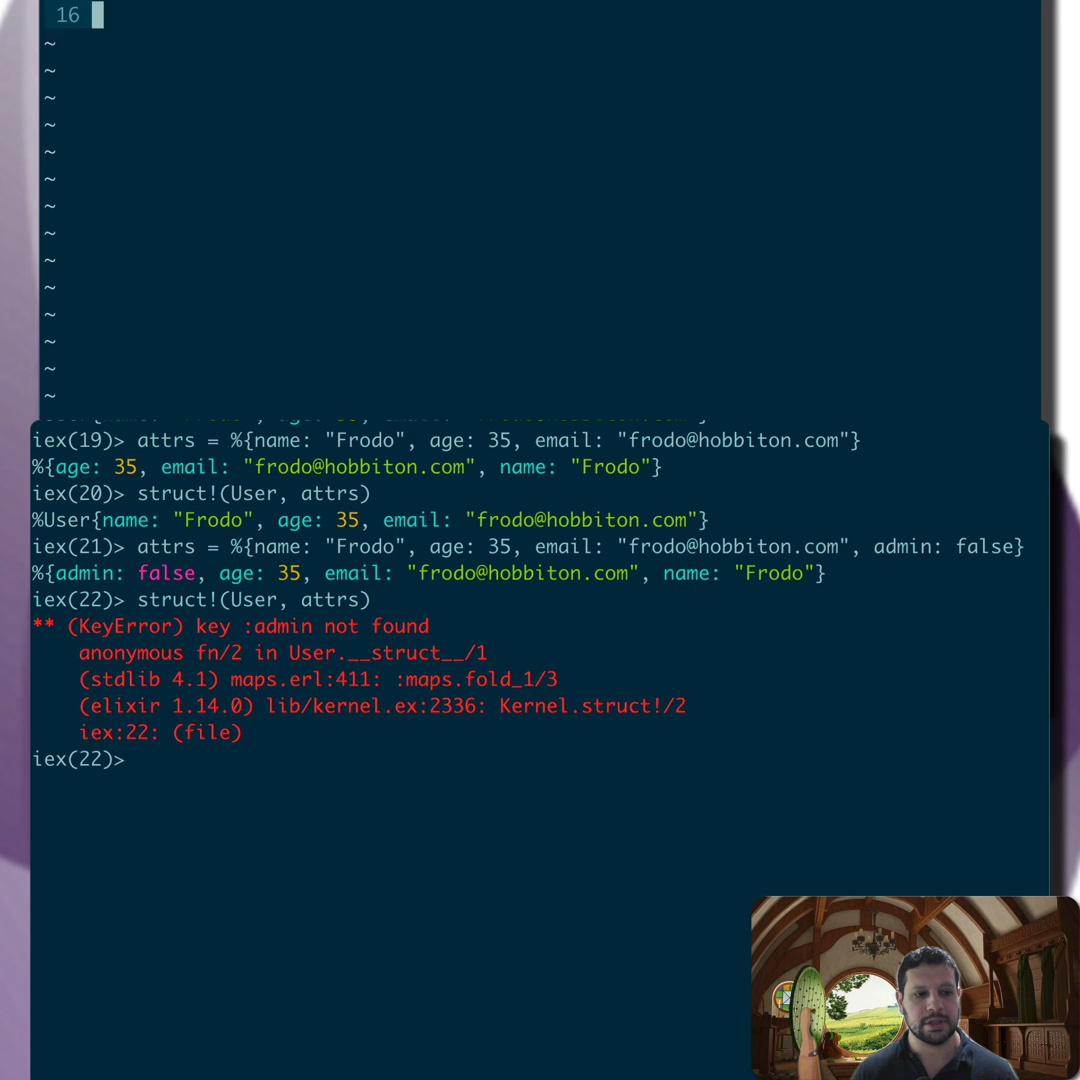 16
~
~
~
~
~
~
~
~
~
~
~
~
~
~
iex(19)> attrs = %{name: "Frodo", age: 35, email: "frodo@hobbiton.com"}
%{age: 35, email: "frodo@hobbiton.com", name: "Frodo"}
iex(20)> struct!(User, attrs)
%User{name: "Frodo", age: 35, email: "frodo@hobbiton.com"}
iex(21)> attrs = %{name: "Frodo", age: 35, email: "frodo@hobbiton.com", admin: false}
%{admin: false, age: 35, email: "frodo@hobbiton.com", name: "Frodo"}
iex(22)> struct!(User, attrs)
** (KeyError) key :admin not found
    anonymous fn/2 in User.__struct__/1
    (stdlib 4.1) maps.erl:411: :maps.fold_1/3
    (elixir 1.14.0) lib/kernel.ex:2336: Kernel.struct!/2
    iex:22: (file)
iex(22)>